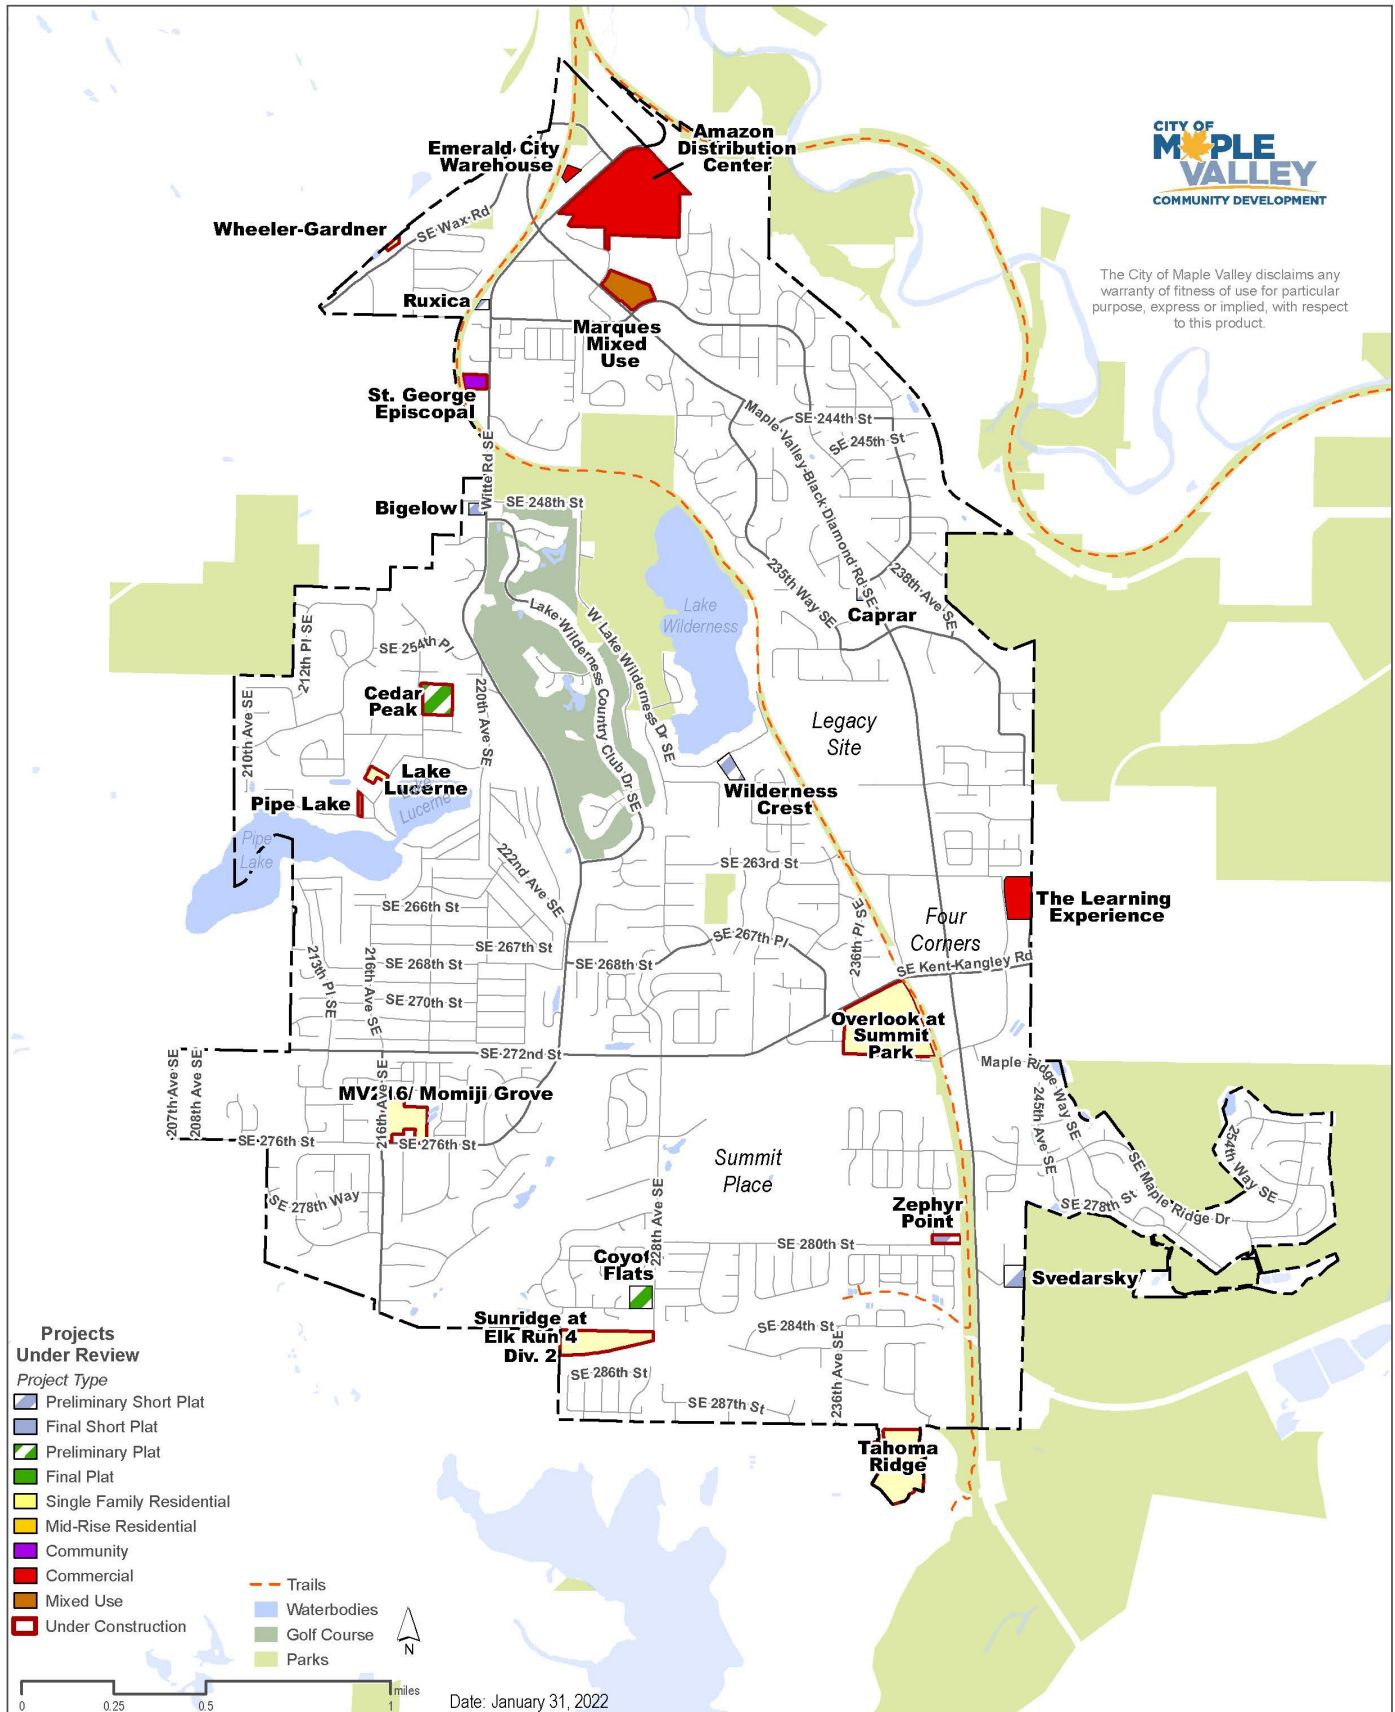 CITY OF
MAPLE
VALLEY
COMMUNITY DEVELOPMENT
The City of Maple Valley disclaims any
warranty of fitness of use for particular
purpose, express or implied, with respect
to this product.
Amazon
Distribution
Center
Emerald City
Warehouse
Wheeler-Gardner
SE Wax Rd
Ruxica
Marques
Mixed
Use
St. George
Episcopal
Witte Rd SE
Maple Valley-Black Diamond Rd SE
SE 244th St
SE 245th St
Bigelow
SE 248th St
235th Way SE
238th Ave SE
Caprar
Lake
Wilderness
Lake Wilderness Country Club Dr SE
W Lake Wilderness Dr SE
212th Pl SE
SE 254th Pl
Cedar
Peak
220th Ave SE
210th Ave SE
Legacy
Site
Lake
Lucerne
Lake
Lucerne
Pipe Lake
Pipe
Lake
Wilderness
Crest
222nd Ave SE
SE 263rd St
SE 266th St
236th Pl SE
Four
Corners
The Learning
Experience
SE 267th St
SE 267th Pl
SE 268th St
SE 268th St
213th Pl SE
216th Ave SE
SE 270th St
SE Kent-Kangley Rd
Overlook at
Summit
Park
SE 272nd St
207th Ave SE
208th Ave SE
MV216/ Momiji Grove
216th Ave SE
SE 276th St
SE 276th St
Maple Ridge Way SE
245th Ave SE
254th Way SE
SE Maple Ridge Dr
SE 278th St
Summit
Place
SE 278th Way
228th Ave SE
Zephyr
Point
SE 280th St
Svedarsky
Coyot
Flats
Sunridge at
Elk Run 4
Div. 2
SE 284th St
236th Ave SE
SE 286th St
SE 287th St
Tahoma
Ridge
Projects
Under Review
Project Type
Preliminary Short Plat
Final Short Plat
Preliminary Plat
Final Plat
Single Family Residential
Mid-Rise Residential
Community
Commercial
Mixed Use
Under Construction
Trails
Waterbodies
Golf Course
Parks
N
0 0.25 0.5 1 miles
Date: January 31, 2022